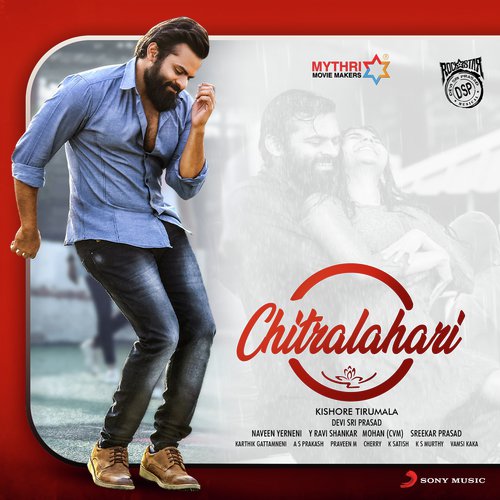 MYTHRI
MOVIE MAKERS
ROCKSTAR
DSP
Chitralahari
KISHORE TIRUMALA
DEVI SRI PRASAD
NAVEEN YERNENI Y RAVI SHANKAR MOHAN (CVM) SREEKAR PRASAD
KARTHIK GATTAMNENI A S PRAKASH PRAVEEN M CHERRY K SATISH K S MURTHY VAMSI KAKA
SONY MUSIC